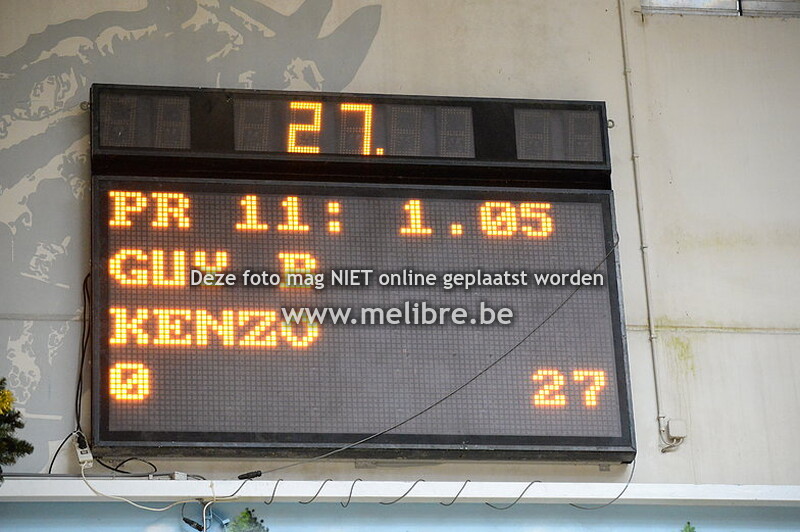 27.
PR 11: 1.05
GUY B
Deze foto mag NIET online geplaatst worden
www.melibre.be
KENZO
0 27